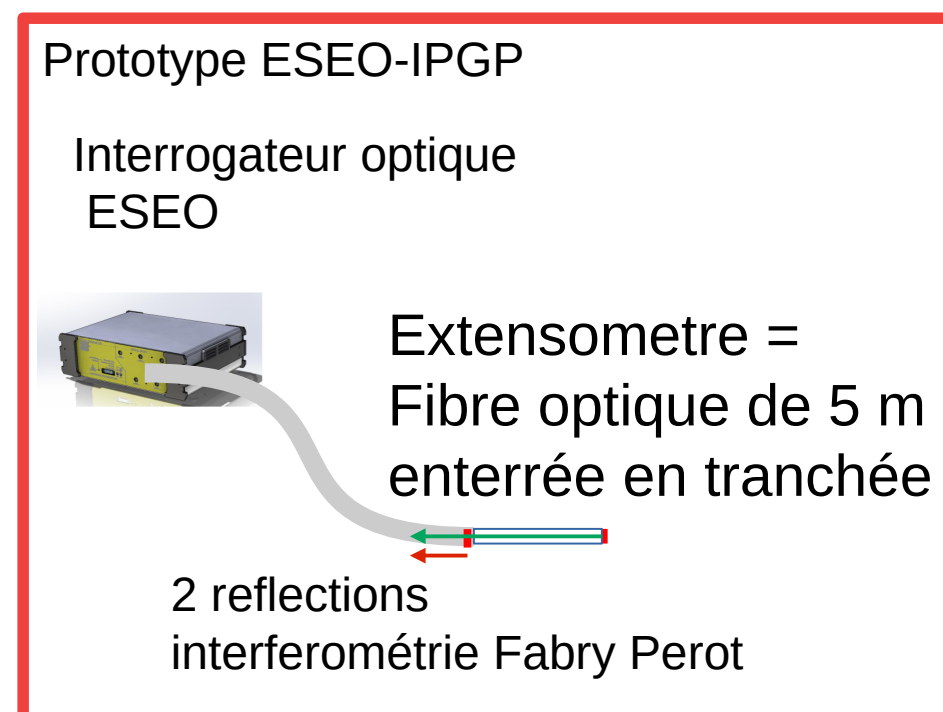 Prototype ESEO-IPGP
Interrogateur optique
ESEO
Extensometre =
Fibre optique de 5 m
enterrée en tranchée
2 reflections
interferométrie Fabry Perot